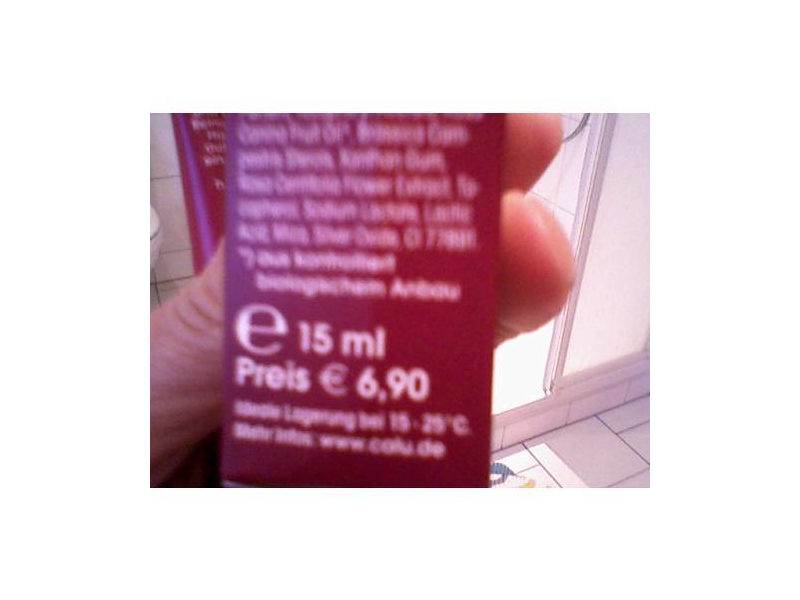 Canina Fruit Oil*, Brassica Cam-
pestris Sterols, Xanthan Gum,
Rosa Centifolia Flower Extract, To-
copherol, Sodium Lactate, Lactic
Acid, Mica, Silver Oxide, CI 77891.
*) aus kontrolliert
biologischem Anbau
e 15 ml
Preis € 6,90
Ideale Lagerung bei 15 - 25°C.
Mehr Infos: www.calu.de